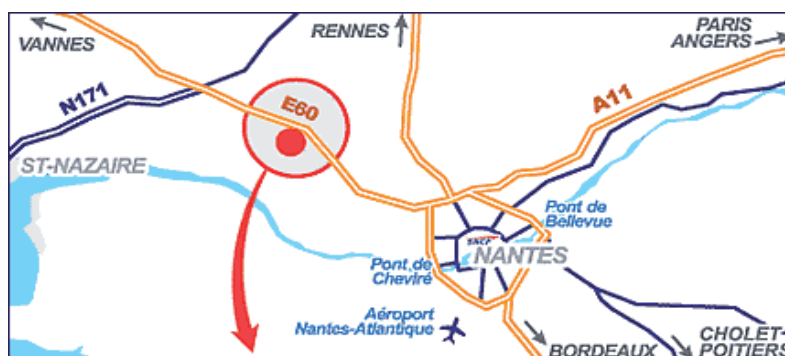 VANNES
RENNES
PARIS
ANGERS
N171
E60
A11
ST-NAZAIRE
Pont de
Bellevue
SNCF
NANTES
Pont de
Cheviré
Aéroport
Nantes-Atlantique
BORDEAUX
CHOLET-
POITIERS